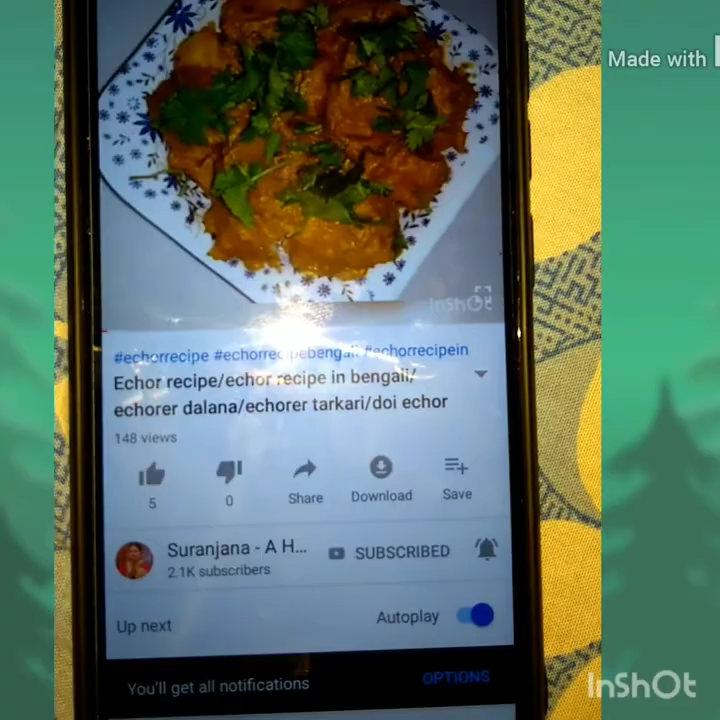 Made with
InShOt
#echorrecipe #echorrecipebengali #echorrecipein
Echor recipe/echor recipe in bengali/
echorer dalana/echorer tarkari/doi echor
148 views
5
0
Share
Download
Save
Suranjana - A H...
SUBSCRIBED
2.1K subscribers
Up next
Autoplay
You'll get all notifications
OPTIONS
InShOt